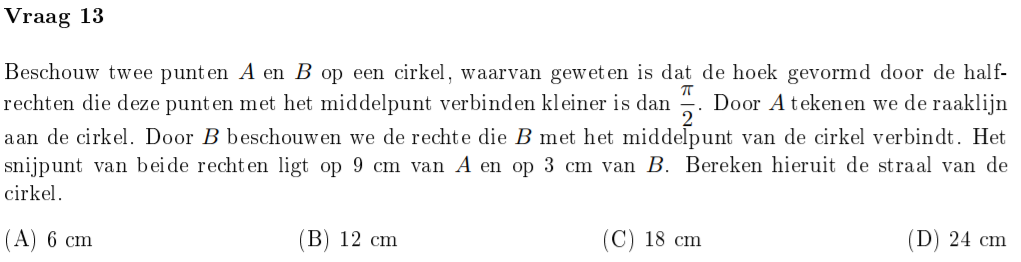 Vraag 13
Beschouw twee punten A en B op een cirkel, waarvan geweten is dat de hoek gevormd door de half-
rechten die deze punten met het middelpunt verbinden kleiner is dan π/2. Door A tekenen we de raaklijn
aan de cirkel. Door B beschouwen we de rechte die B met het middelpunt van de cirkel verbindt. Het
snijpunt van beide rechten ligt op 9 cm van A en op 3 cm van B. Bereken hieruit de straal van de
cirkel.
(A) 6 cm (B) 12 cm (C) 18 cm (D) 24 cm